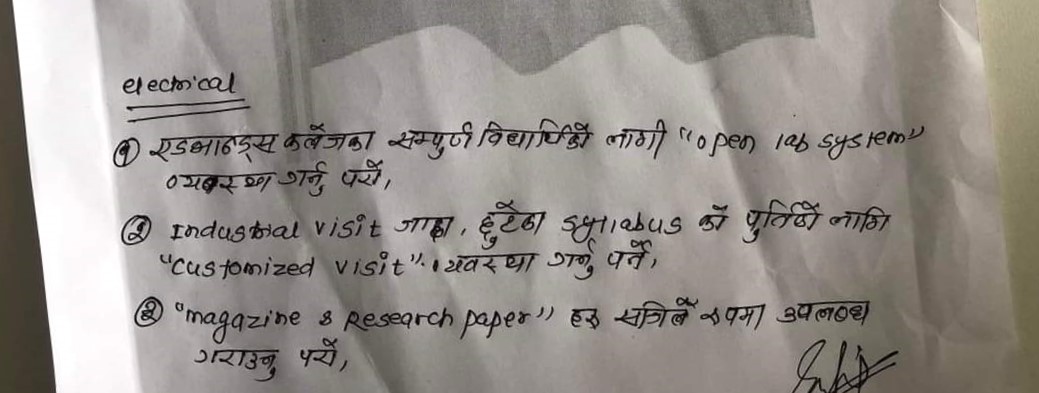 electrical
① एडभान्ड्स कलेजका सम्पुर्ण विद्यार्थिको लागी "open lab system"
व्यवस्था गर्नु पर्यो,
② Industrial visit जाँदा, छुटेका syllabus को पुर्तिको लागि
"customized visit" व्यवस्था गर्नु पर्ने,
③ "magazine & Research paper" हरु सजिलै रुपमा उपलब्ध
गराउनु पर्यो,